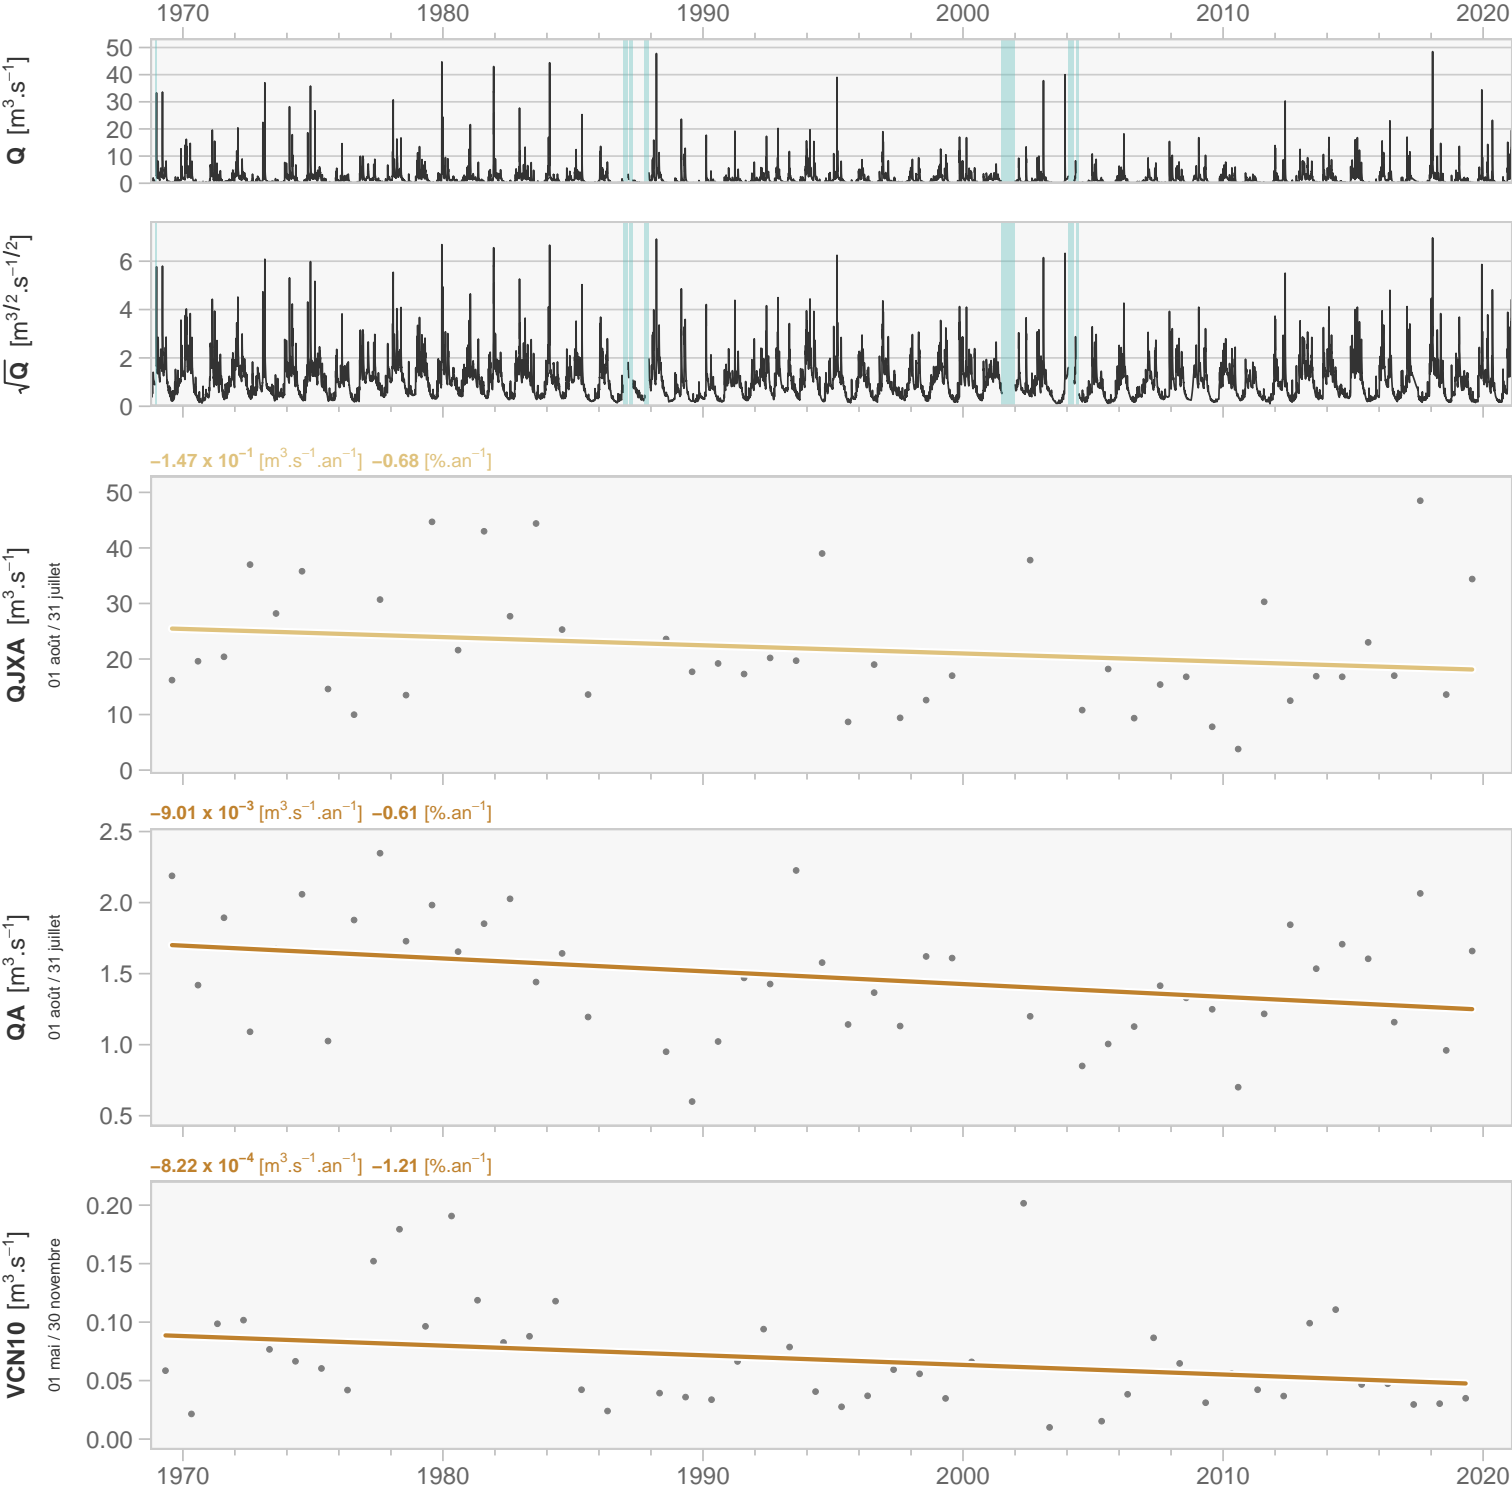 1970 1980 1990 2000 2010 2020
Q [m³.s⁻¹]
50
40
30
20
10
0
√Q [m^3/2.s^−1/2]
6
4
2
0
−1.47 x 10⁻¹ [m³.s⁻¹.an⁻¹] −0.68 [%.an⁻¹]
QJXA [m³.s⁻¹]
01 août / 31 juillet
50
40
30
20
10
0
−9.01 x 10⁻³ [m³.s⁻¹.an⁻¹] −0.61 [%.an⁻¹]
QA [m³.s⁻¹]
01 août / 31 juillet
2.5
2.0
1.5
1.0
0.5
−8.22 x 10⁻⁴ [m³.s⁻¹.an⁻¹] −1.21 [%.an⁻¹]
VCN10 [m³.s⁻¹]
01 mai / 30 novembre
0.20
0.15
0.10
0.05
0.00
1970 1980 1990 2000 2010 2020